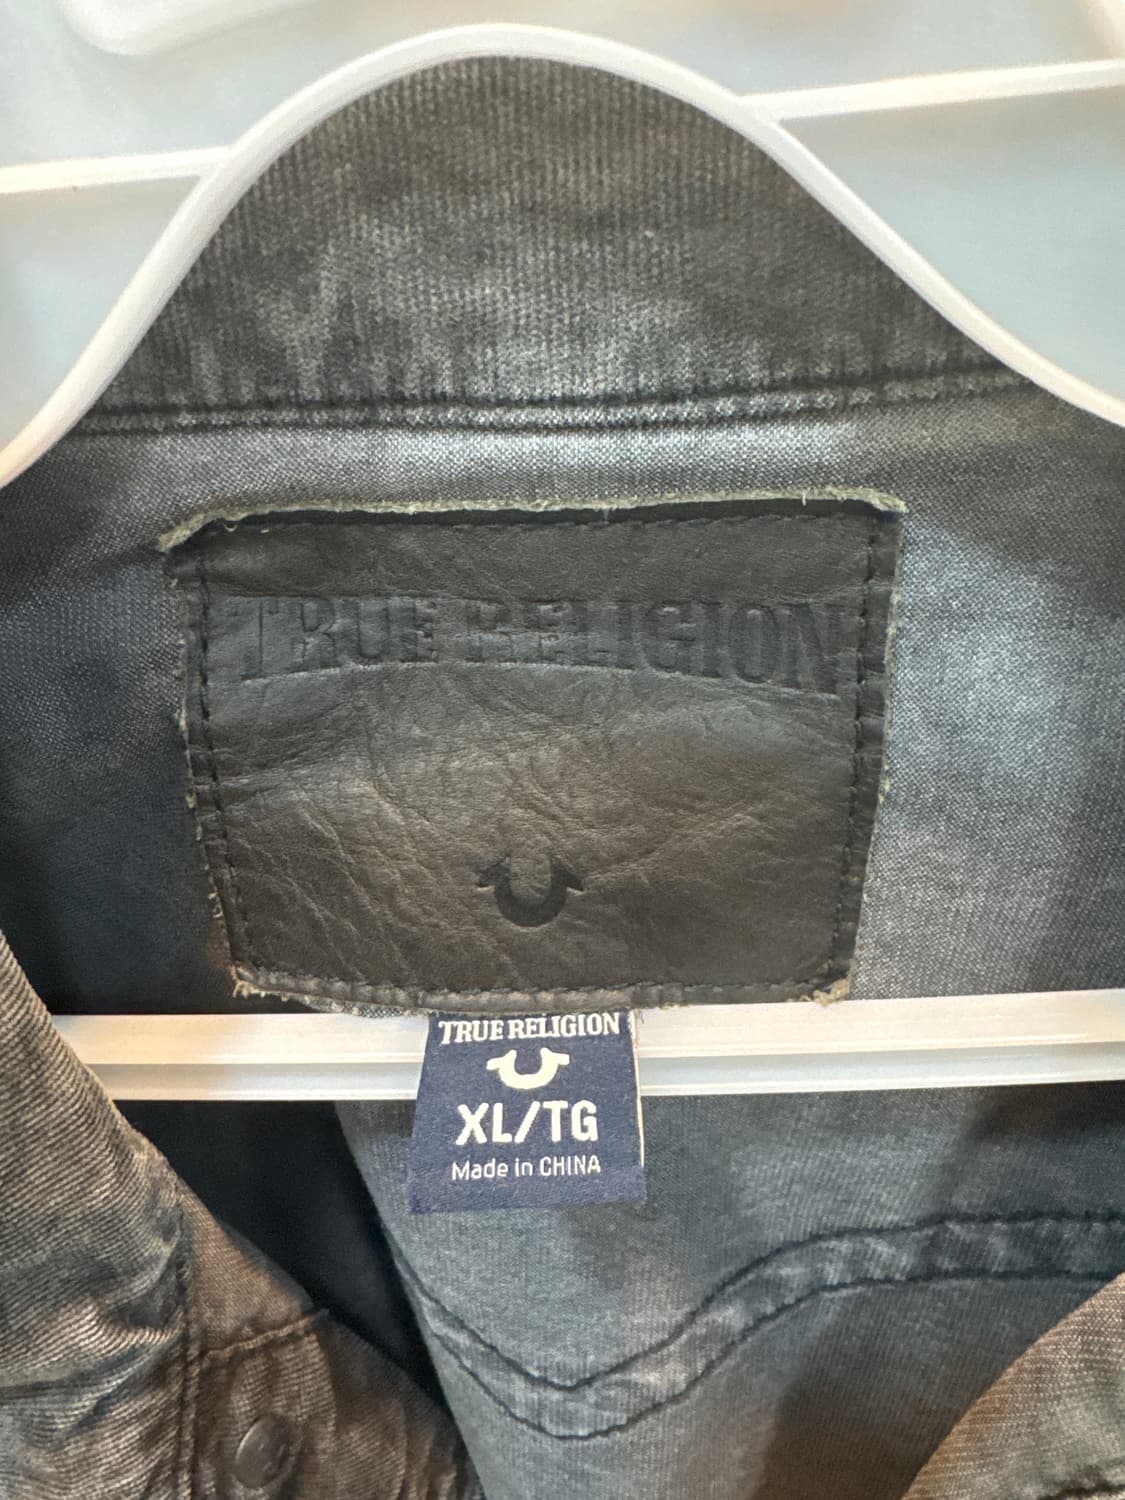 TRUE RELIGION
TRUE RELIGION
XL/TG
Made in CHINA